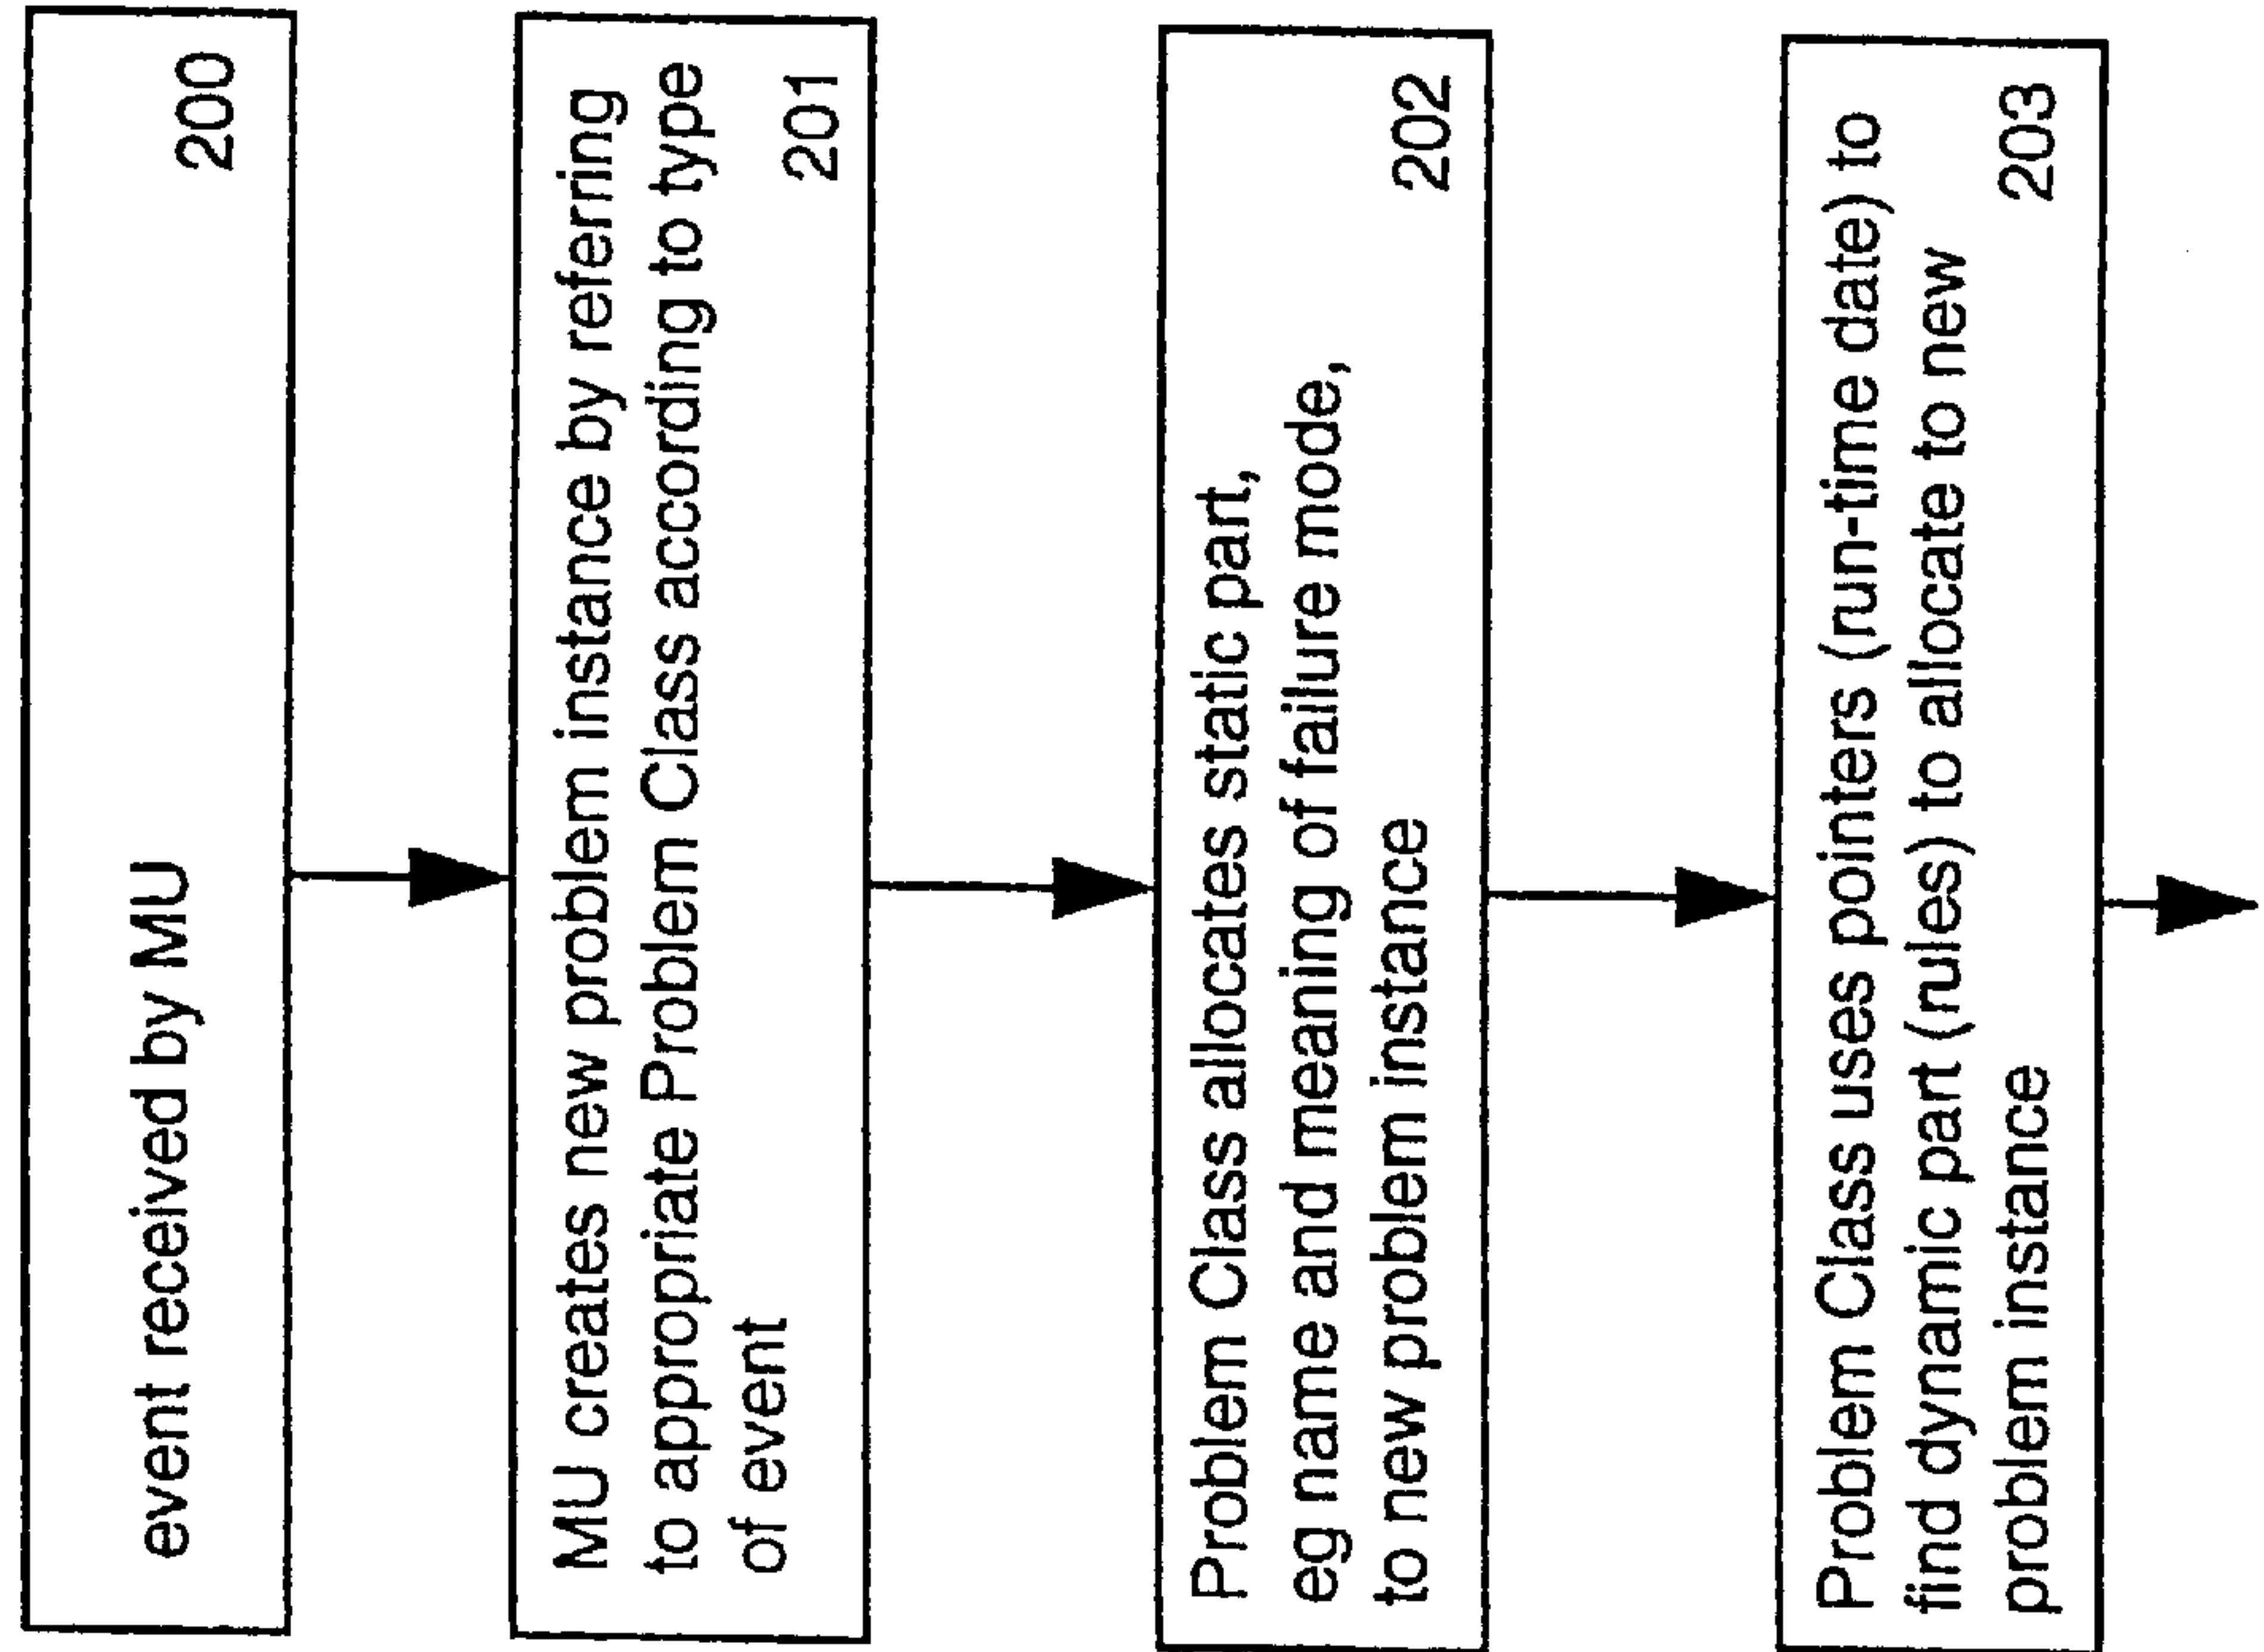 event received by MU
200
MU creates new problem instance by referring
to appropriate Problem Class according to type
of event
201
Problem Class allocates static part,
eg name and meaning of failure mode,
to new problem instance
202
Problem Class uses pointers (run-time date) to
find dynamic part (rules) to allocate to new
problem instance
203